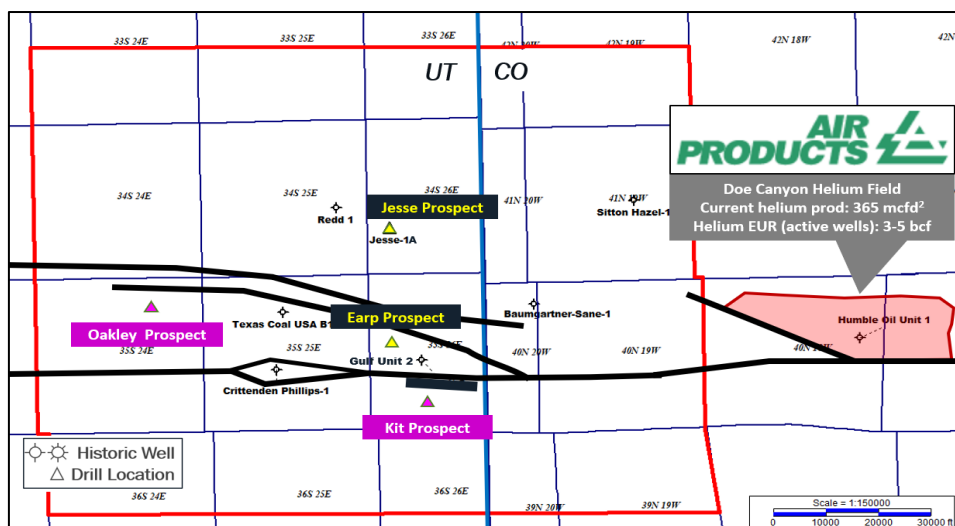 33S 24E
33S 25E
33S 26E
42N 20W
42N 19W
42N 18W
42N
UT CO
AIR
PRODUCTS
Doe Canyon Helium Field
Current helium prod: 365 mcfd²
Helium EUR (active wells): 3-5 bcf
34S 24E
34S 25E
34S 26E
41N 20W
41N 19W
Redd 1
Jesse Prospect
Jesse-1A
Sitton Hazel-1
Oakley Prospect
Texas Coal USA B1
Earp Prospect
Baumgartner-Sane-1
Humble Oil Unit 1
35S 24E
35S 25E
35S 26E
40N 20W
40N 19W
Gulf Unit 2
Crittenden Phillips-1
Kit Prospect
Historic Well
Drill Location
36S 24E
36S 25E
36S 26E
39N 20W
39N 19W
Scale = 1:150000
0 10000 20000 30000 ft